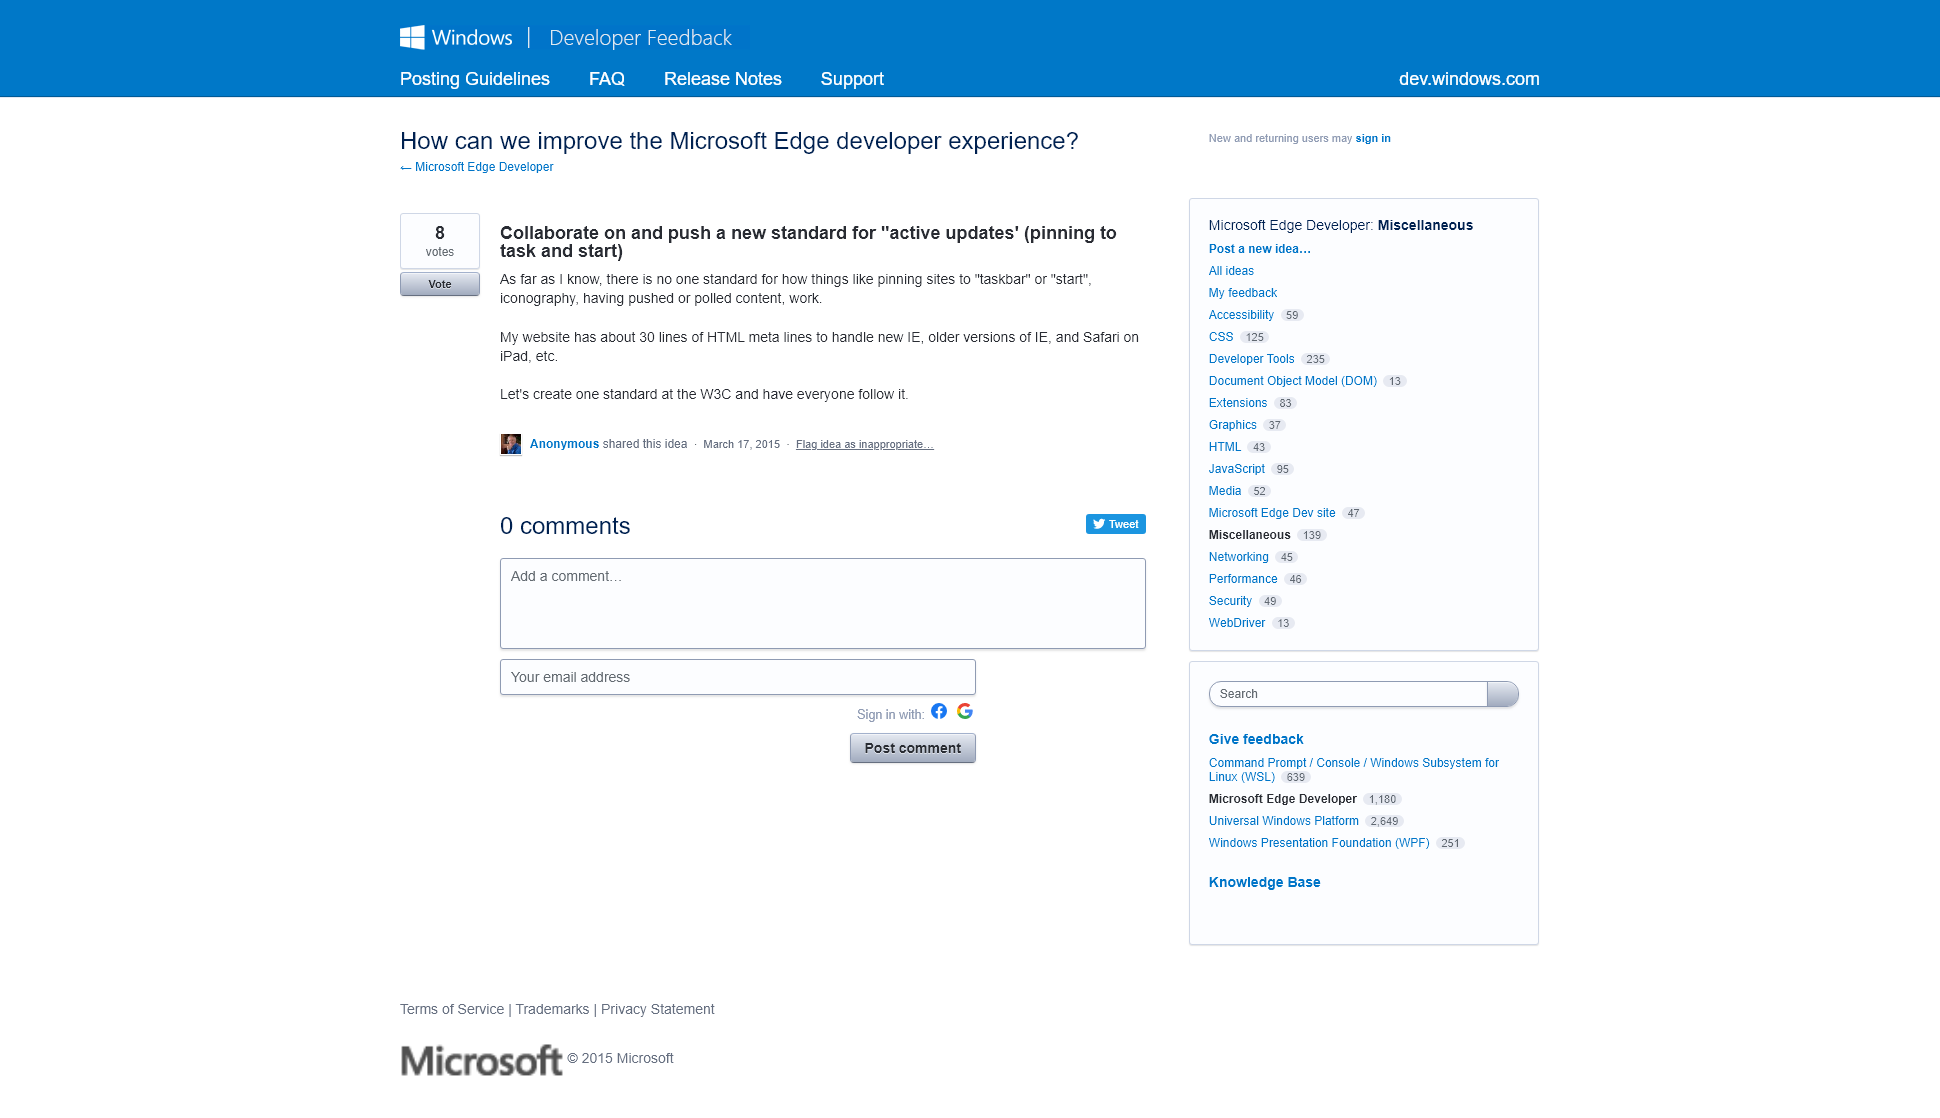 Windows | Developer Feedback
Posting Guidelines FAQ Release Notes Support dev.windows.com
How can we improve the Microsoft Edge developer experience?
← Microsoft Edge Developer
New and returning users may sign in
8
votes
Vote
Collaborate on and push a new standard for "active updates' (pinning to
task and start)
As far as I know, there is no one standard for how things like pinning sites to "taskbar" or "start",
iconography, having pushed or polled content, work.
My website has about 30 lines of HTML meta lines to handle new IE, older versions of IE, and Safari on
iPad, etc.
Let's create one standard at the W3C and have everyone follow it.
Anonymous shared this idea · March 17, 2015 · Flag idea as inappropriate…
0 comments
Tweet
Add a comment…
Your email address
Sign in with:
Post comment
Microsoft Edge Developer: Miscellaneous
Post a new idea…
All ideas
My feedback
Accessibility 59
CSS 125
Developer Tools 235
Document Object Model (DOM) 13
Extensions 83
Graphics 37
HTML 43
JavaScript 95
Media 52
Microsoft Edge Dev site 47
Miscellaneous 139
Networking 45
Performance 46
Security 49
WebDriver 13
Search
Give feedback
Command Prompt / Console / Windows Subsystem for
Linux (WSL) 639
Microsoft Edge Developer 1,180
Universal Windows Platform 2,649
Windows Presentation Foundation (WPF) 251
Knowledge Base
Terms of Service | Trademarks | Privacy Statement
Microsoft © 2015 Microsoft